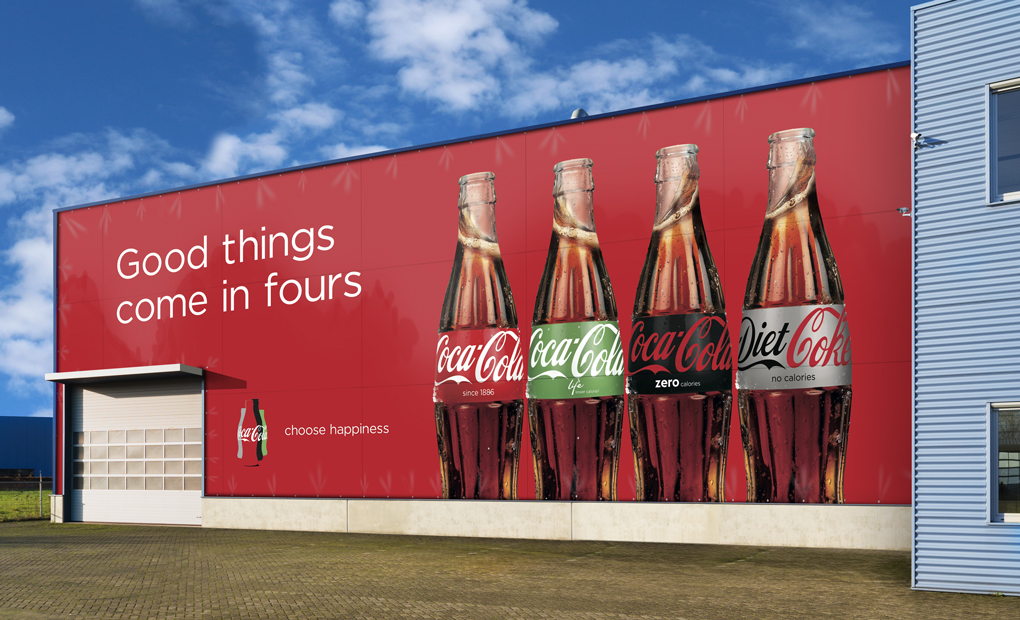 Good things
come in fours
Coca-Cola
since 1886
Coca-Cola
life
Coca-Cola
zero calories
Diet Coke
no calories
Coca-Cola
choose happiness